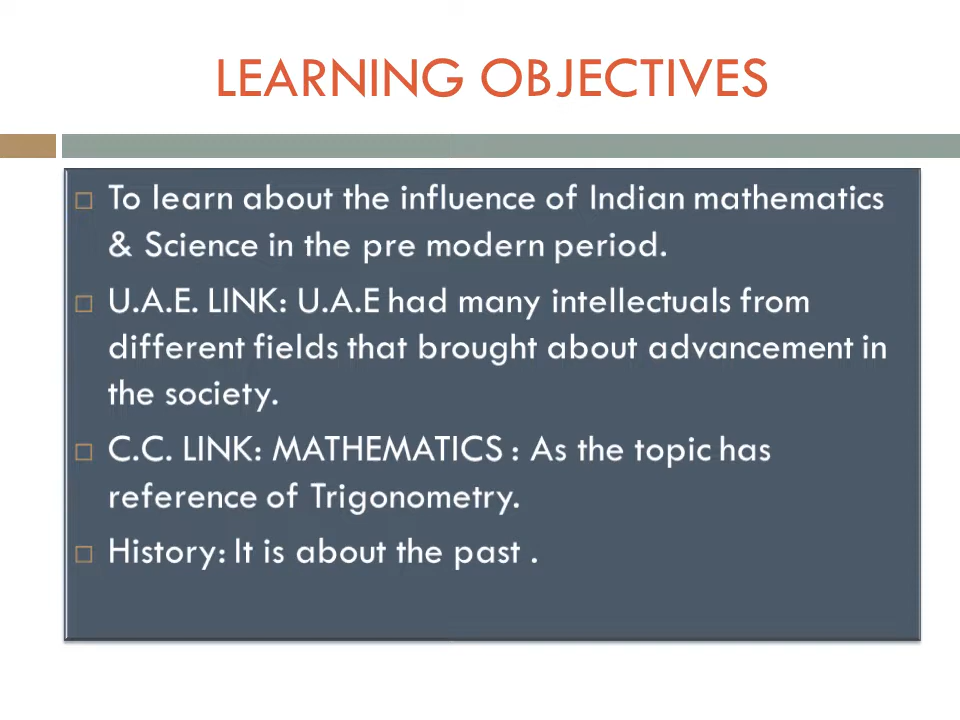 LEARNING OBJECTIVES
To learn about the influence of Indian mathematics
& Science in the pre modern period.
U.A.E. LINK: U.A.E had many intellectuals from
different fields that brought about advancement in
the society.
C.C. LINK: MATHEMATICS : As the topic has
reference of Trigonometry.
History: It is about the past .